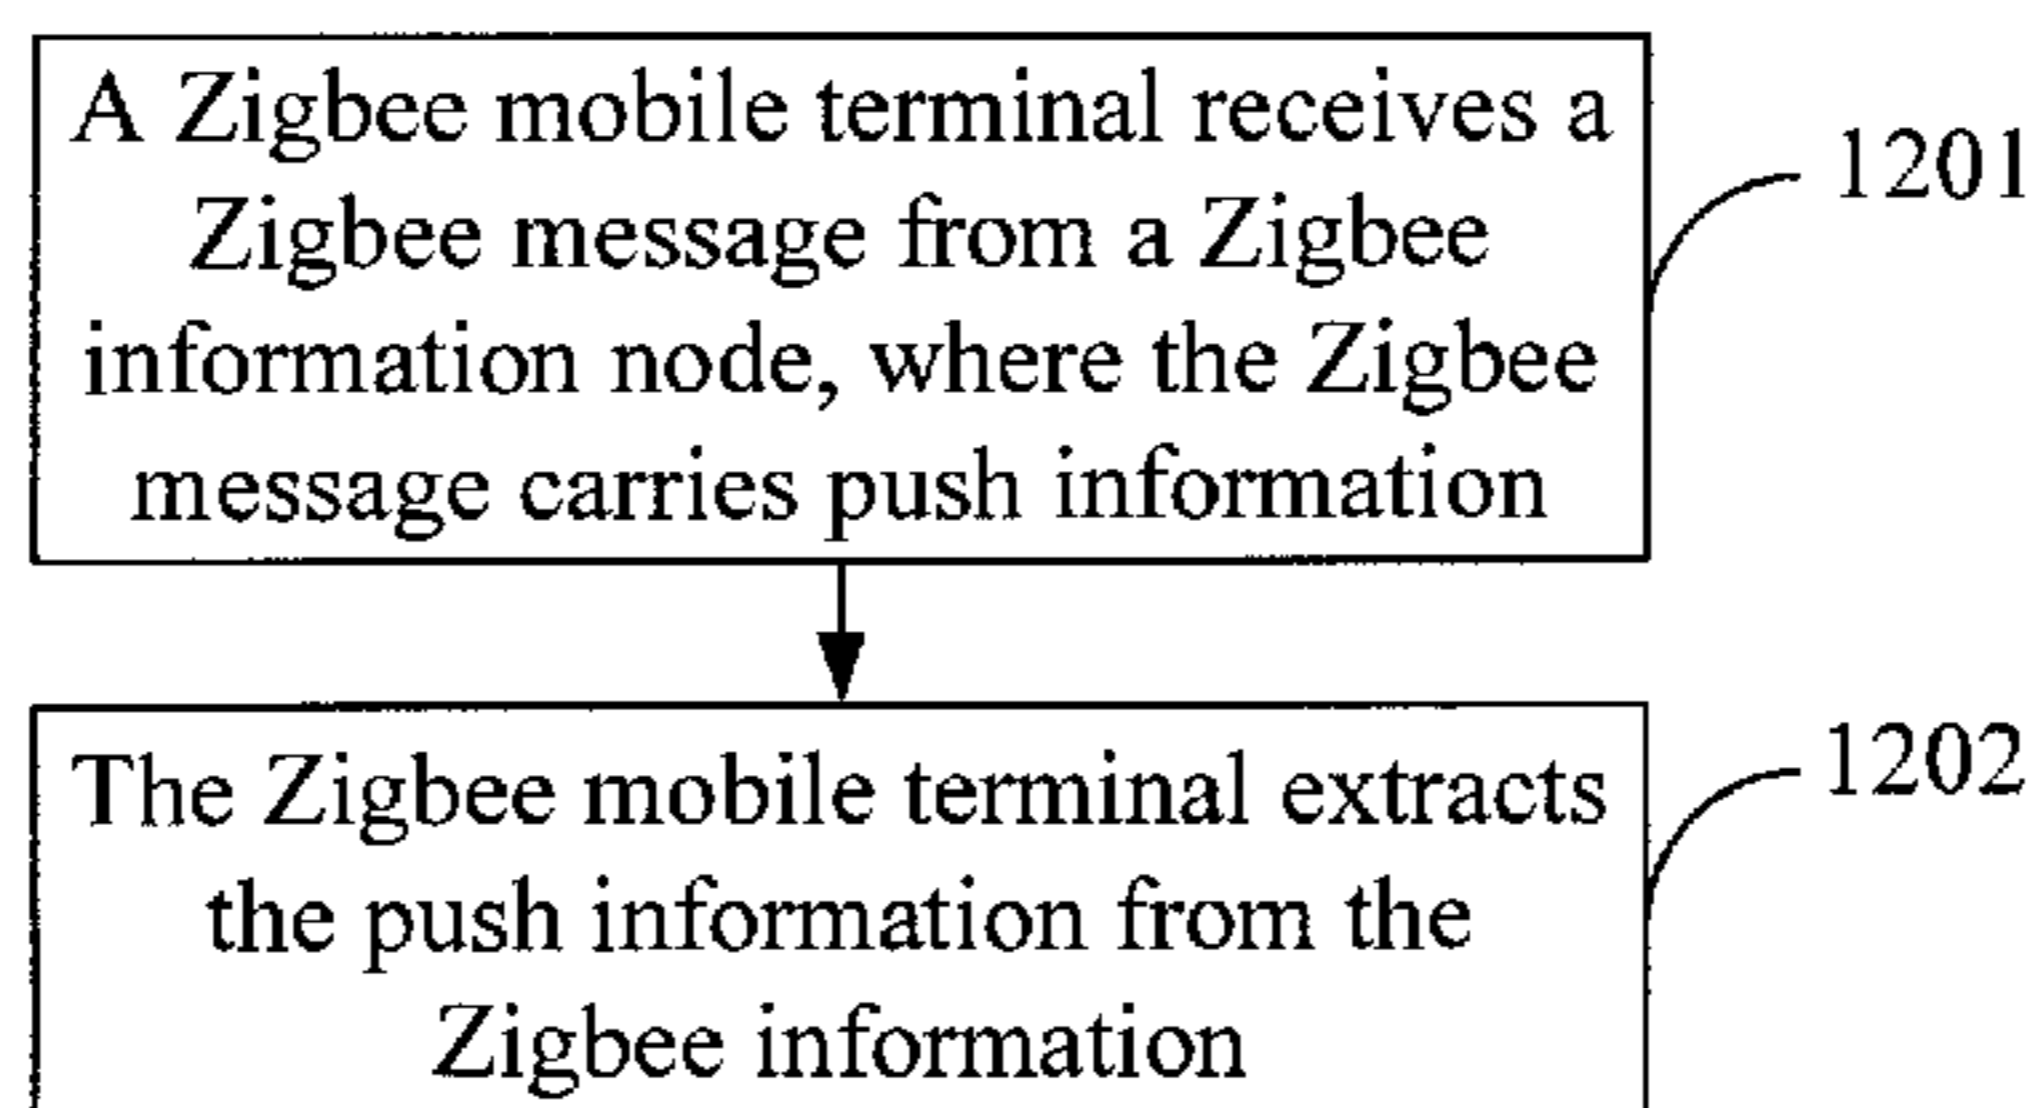 A Zigbee mobile terminal receives a
Zigbee message from a Zigbee
information node, where the Zigbee
message carries push information
1201
The Zigbee mobile terminal extracts
the push information from the
Zigbee information
1202